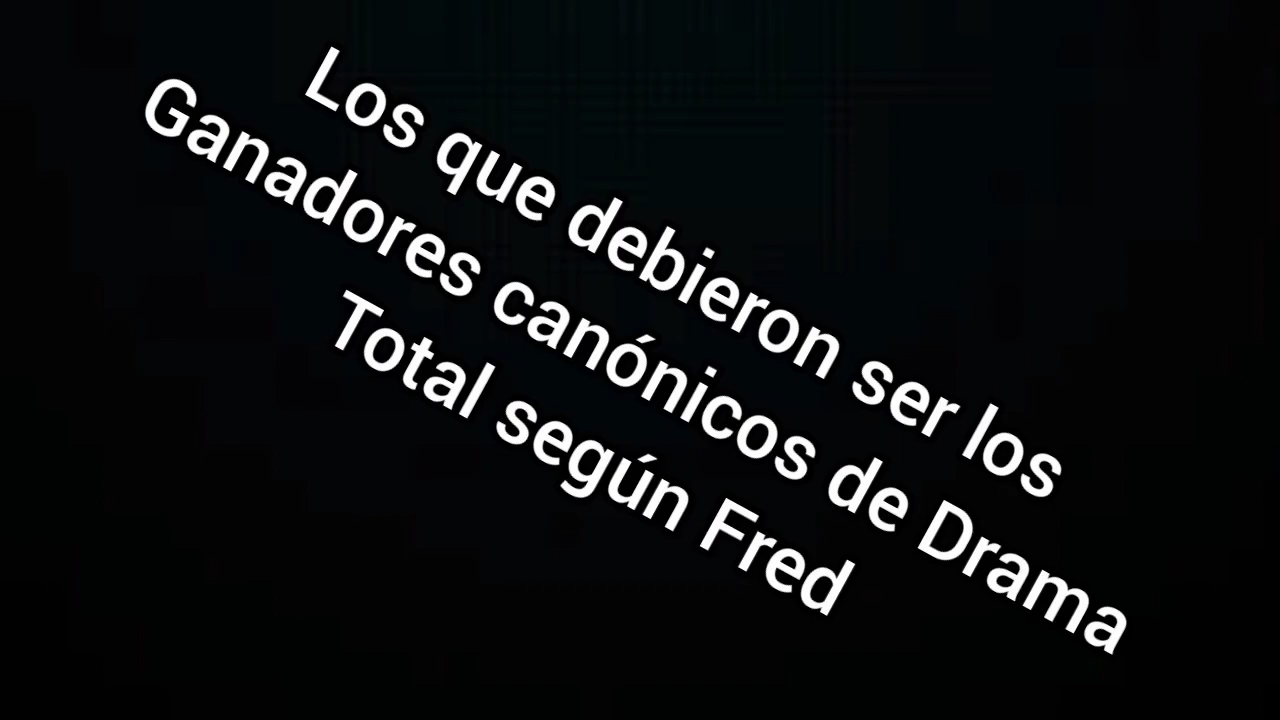 Los que debieron ser los
Ganadores canónicos de Drama
Total según Fred